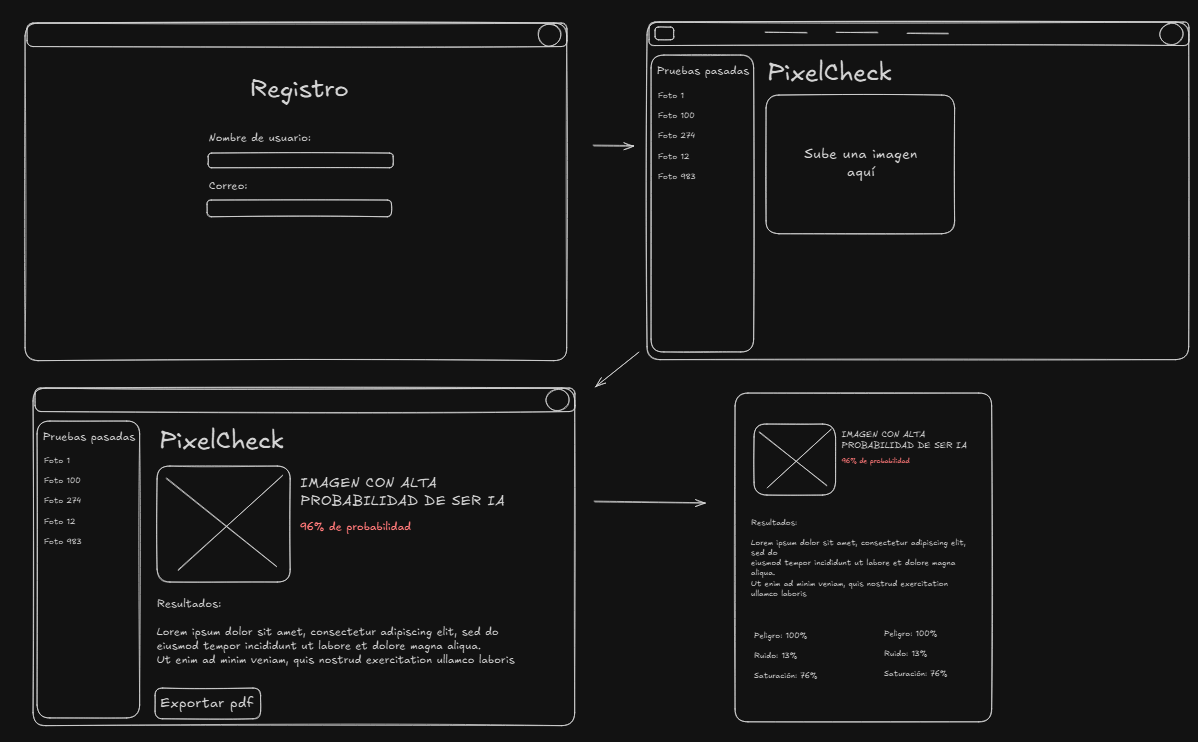 Registro
Nombre de usuario:
Correo:
Pruebas pasadas
Foto 1
Foto 100
Foto 274
Foto 12
Foto 983
PixelCheck
Sube una imagen
aquí
Pruebas pasadas
Foto 1
Foto 100
Foto 274
Foto 12
Foto 983
PixelCheck
IMAGEN CON ALTA
PROBABILIDAD DE SER IA
96% de probabilidad
Resultados:
Lorem ipsum dolor sit amet, consectetur adipiscing elit, sed do
eiusmod tempor incididunt ut labore et dolore magna aliqua.
Ut enim ad minim veniam, quis nostrud exercitation ullamco laboris
Exportar pdf
IMAGEN CON ALTA
PROBABILIDAD DE SER IA
96% de probabilidad
Resultados:
Lorem ipsum dolor sit amet, consectetur adipiscing elit,
sed do
eiusmod tempor incididunt ut labore et dolore magna
aliqua.
Ut enim ad minim veniam, quis nostrud exercitation
ullamco laboris
Peligro: 100%
Ruido: 13%
Saturación: 76%
Peligro: 100%
Ruido: 13%
Saturación: 76%